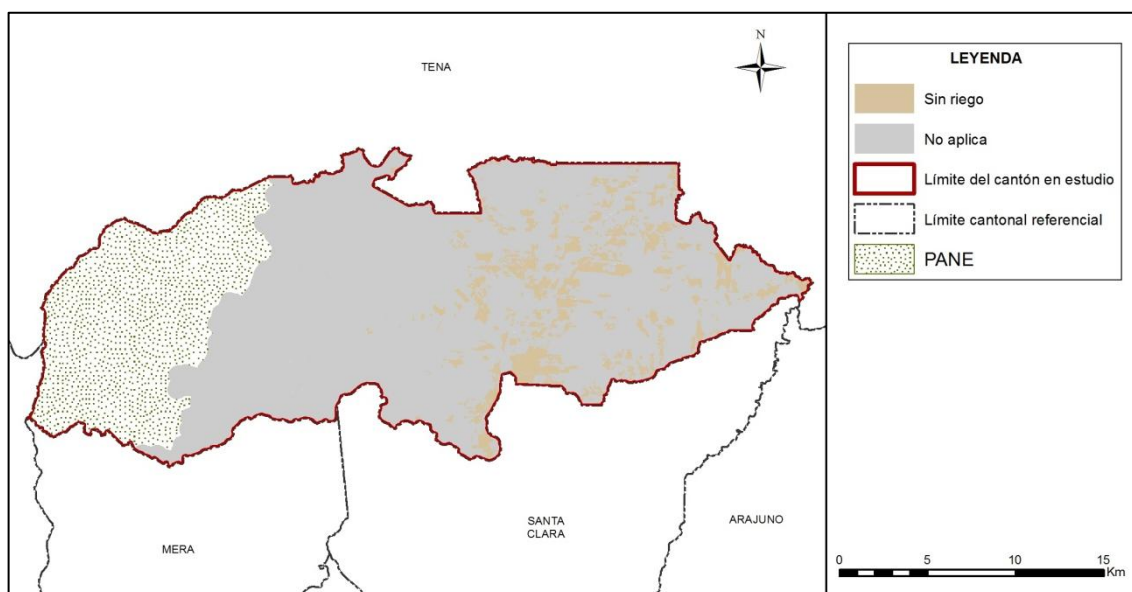 TENA
N
MERA
SANTA
CLARA
ARAJUNO
LEYENDA
Sin riego
No aplica
Límite del cantón en estudio
Límite cantonal referencial
PANE
0 5 10 15
Km